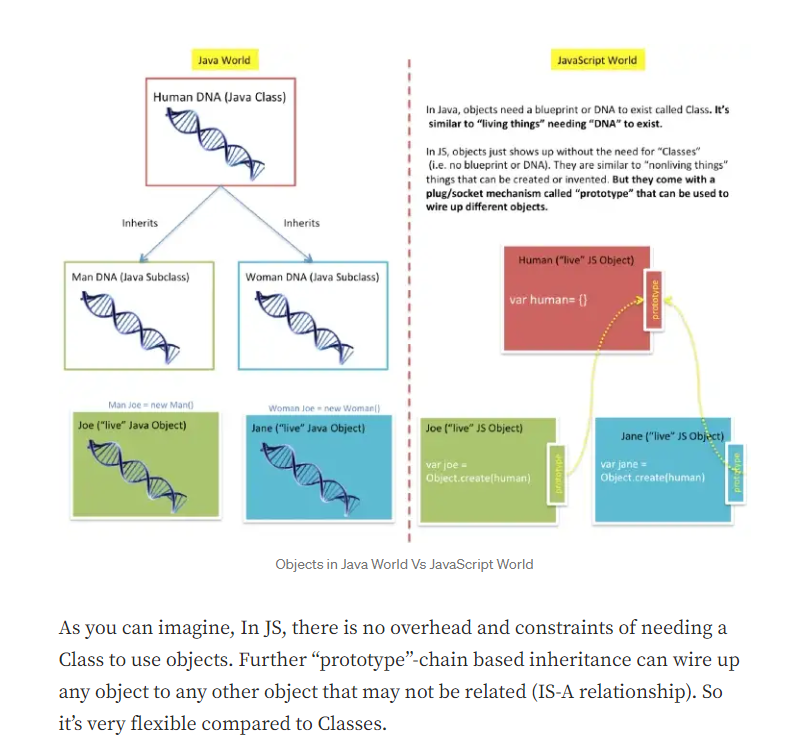 Java World
Human DNA (Java Class)
Inherits
Inherits
Man DNA (Java Subclass)
Woman DNA (Java Subclass)
Man Joe = new Man()
Woman Joe = new Woman()
Joe (“live” Java Object)
Jane (“live” Java Object)
JavaScript World
In Java, objects need a blueprint or DNA to exist called Class. It’s
similar to “living things” needing “DNA” to exist.
In JS, objects just shows up without the need for “Classes”
(i.e. no blueprint or DNA). They are similar to “nonliving things”
things that can be created or invented. But they come with a
plug/socket mechanism called “prototype” that can be used to
wire up different objects.
Human (“live” JS Object)
var human= {}
prototype
Joe (“live” JS Object)
var joe =
Object.create(human)
prototype
Jane (“live” JS Object)
var jane =
Object.create(human)
prototype
Objects in Java World Vs JavaScript World
As you can imagine, In JS, there is no overhead and constraints of needing a
Class to use objects. Further “prototype”-chain based inheritance can wire up
any object to any other object that may not be related (IS-A relationship). So
it’s very flexible compared to Classes.